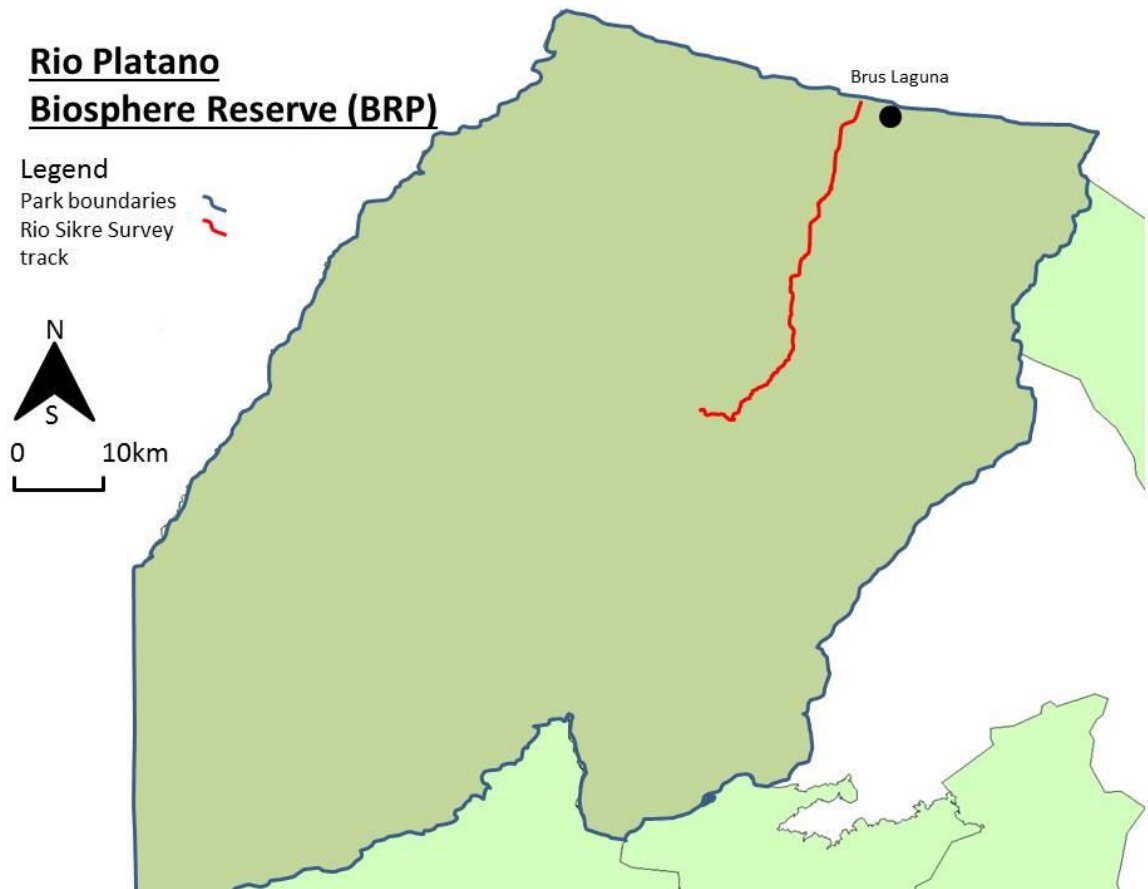 Rio Platano
Biosphere Reserve (BRP)
Brus Laguna
Legend
Park boundaries
Rio Sikre Survey
track
N
S
0 10km